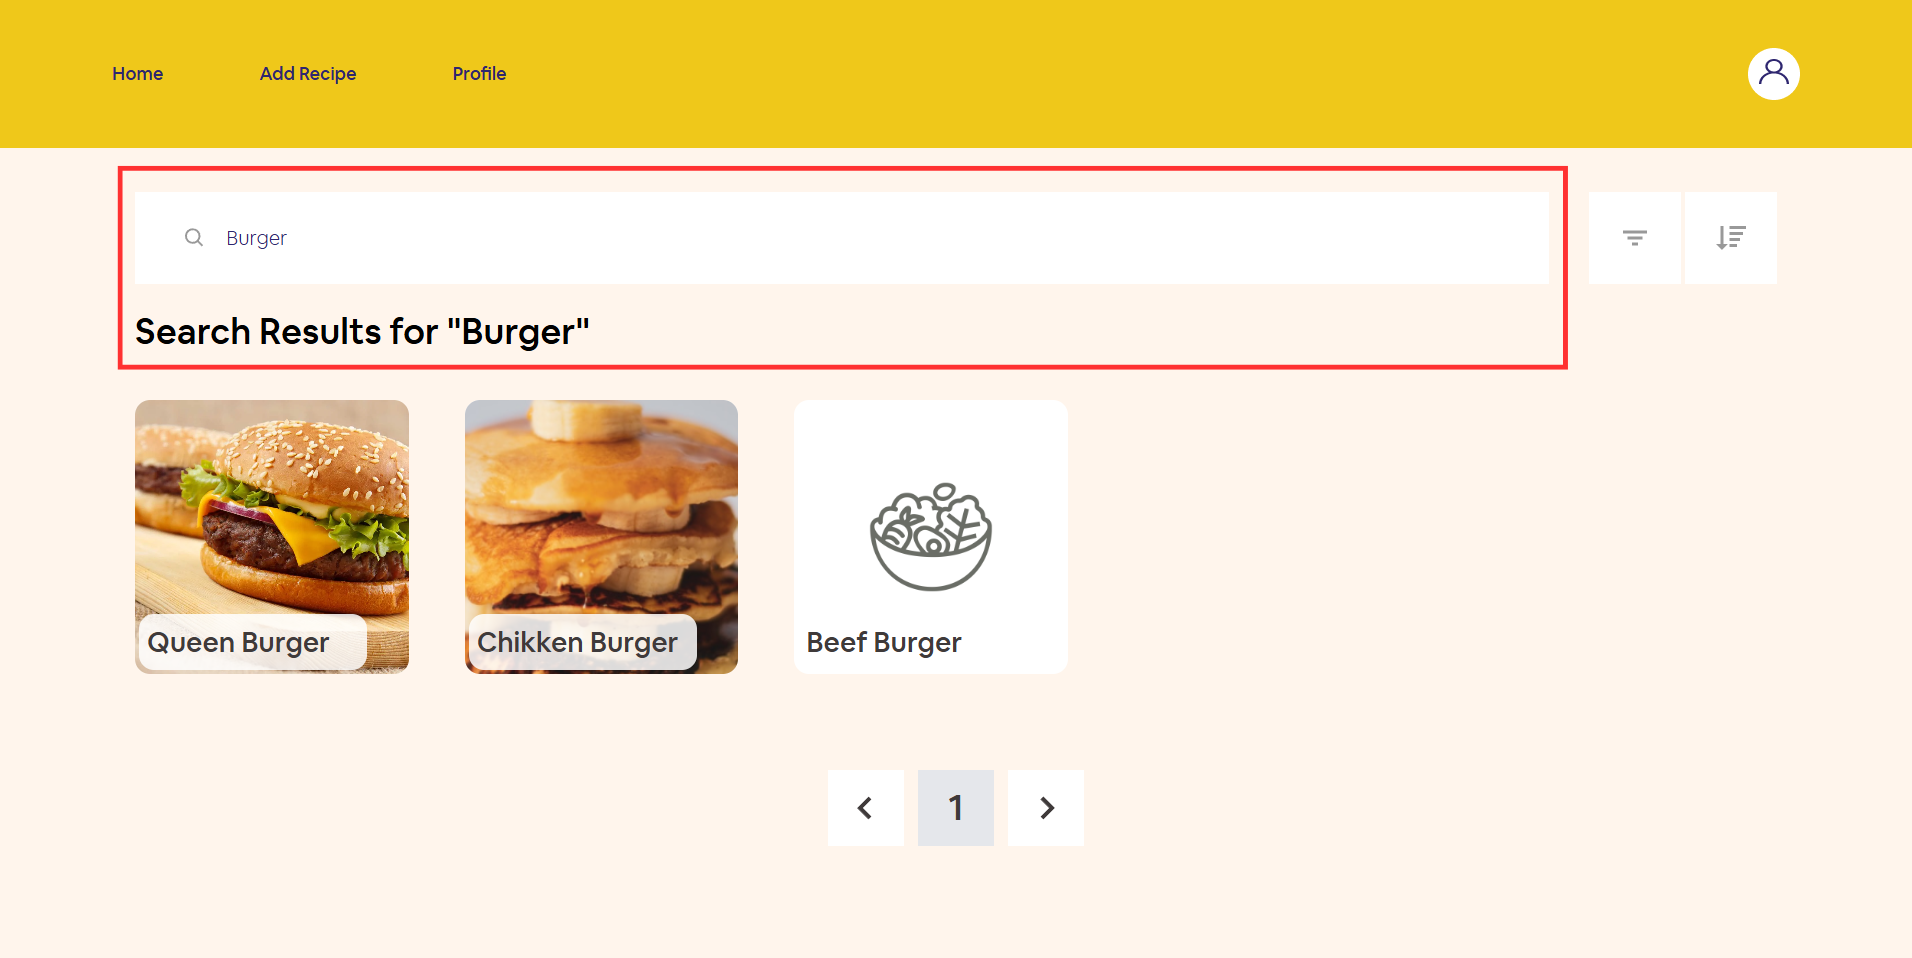 Home
Add Recipe
Profile
Burger
Search Results for "Burger"
Queen Burger
Chikken Burger
Beef Burger
1